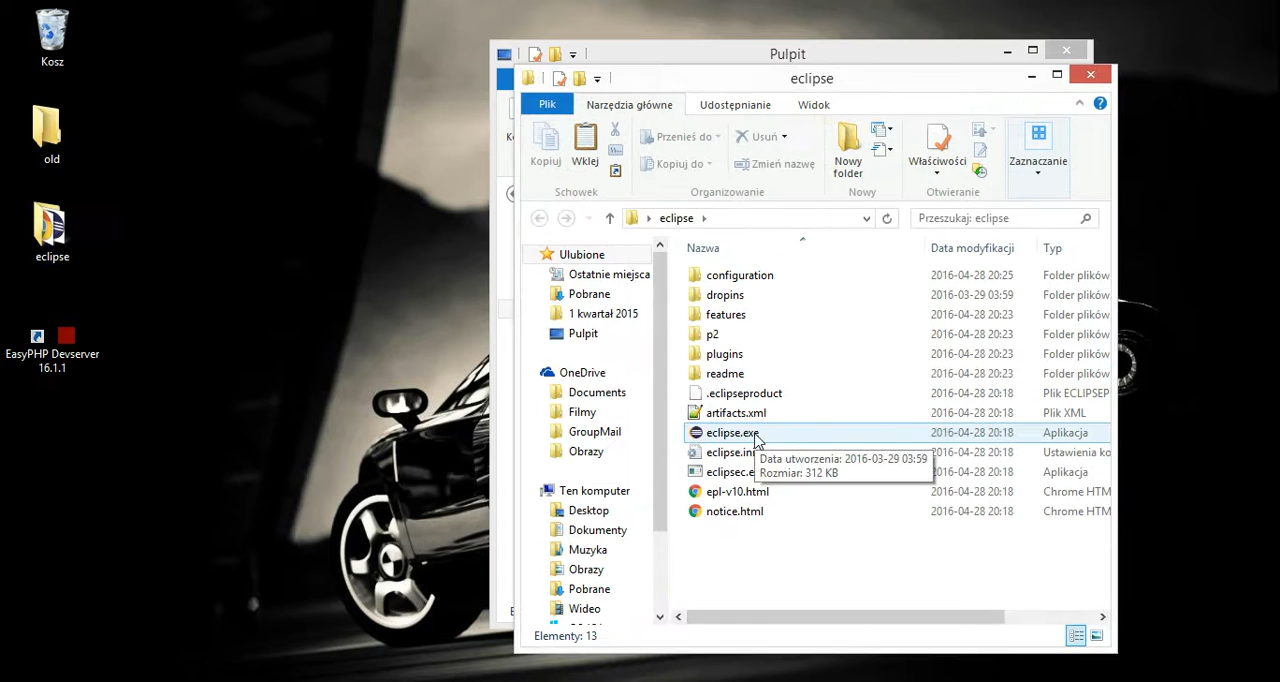 Kosz
old
eclipse
EasyPHP Devserver
16.1.1
Pulpit
eclipse
Plik
Narzędzia główne
Udostępnianie
Widok
Kopiuj
Wklej
Przenieś do
Kopiuj do
Usuń
Zmień nazwę
Nowy
folder
Właściwości
Zaznaczanie
Schowek
Organizowanie
Nowy
Otwieranie
eclipse
Przeszukaj: eclipse
Ulubione
Ostatnie miejsca
Pobrane
1 kwartał 2015
Pulpit
OneDrive
Documents
Filmy
GroupMail
Obrazy
Ten komputer
Desktop
Dokumenty
Muzyka
Obrazy
Pobrane
Wideo
Nazwa Data modyfikacji Typ
configuration 2016-04-28 20:25 Folder plików
dropins 2016-03-29 03:59 Folder plików
features 2016-04-28 20:23 Folder plików
p2 2016-04-28 20:23 Folder plików
plugins 2016-04-28 20:23 Folder plików
readme 2016-04-28 20:23 Folder plików
.eclipseproduct 2016-04-28 20:18 Plik ECLIPSEP
artifacts.xml 2016-04-28 20:18 Plik XML
eclipse.exe 2016-04-28 20:18 Aplikacja
eclipse.ini 2016-04-28 20:18 Ustawienia ko
Data utworzenia: 2016-03-29 03:59
Rozmiar: 312 KB
eclipsec.e 2016-04-28 20:18 Aplikacja
epl-v10.html 2016-04-28 20:18 Chrome HTM
notice.html 2016-04-28 20:18 Chrome HTM
Elementy: 13